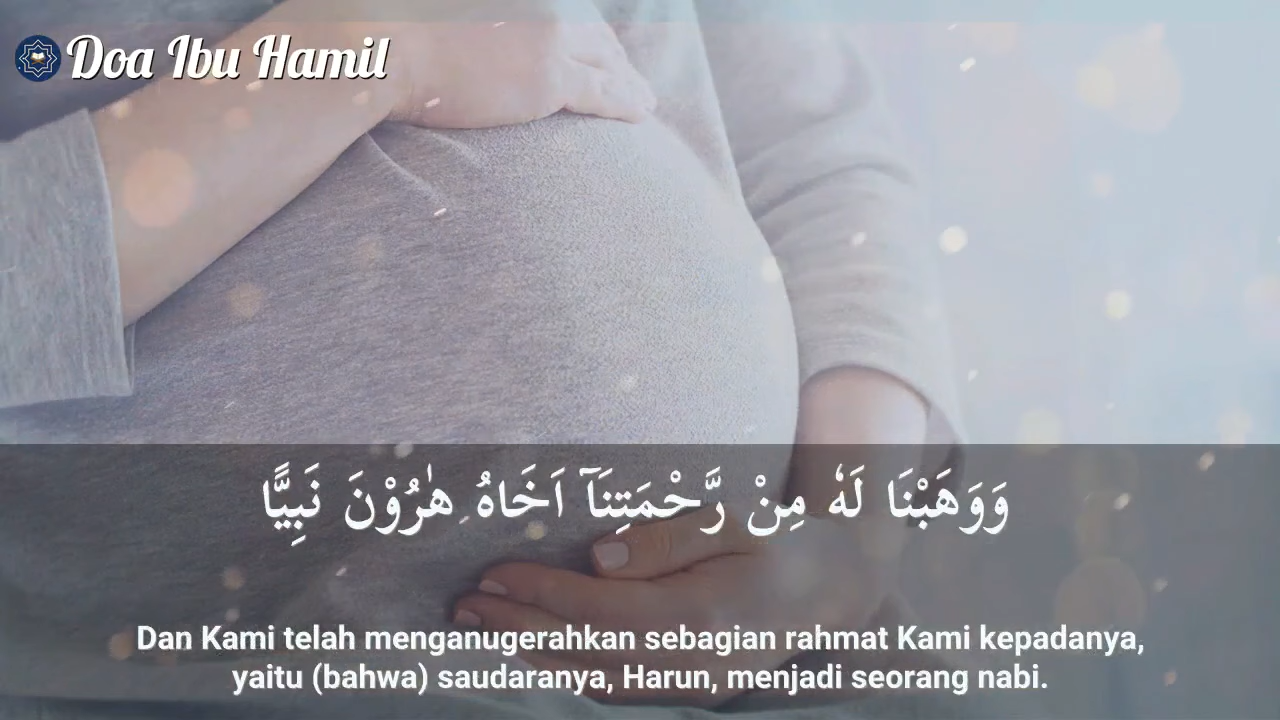 Doa Ibu Hamil
وَوَهَبْنَا لَهٗ مِنْ رَّحْمَتِنَآ اَخَاهُ هٰرُوْنَ نَبِيًّا
Dan Kami telah menganugerahkan sebagian rahmat Kami kepadanya,
yaitu (bahwa) saudaranya, Harun, menjadi seorang nabi.